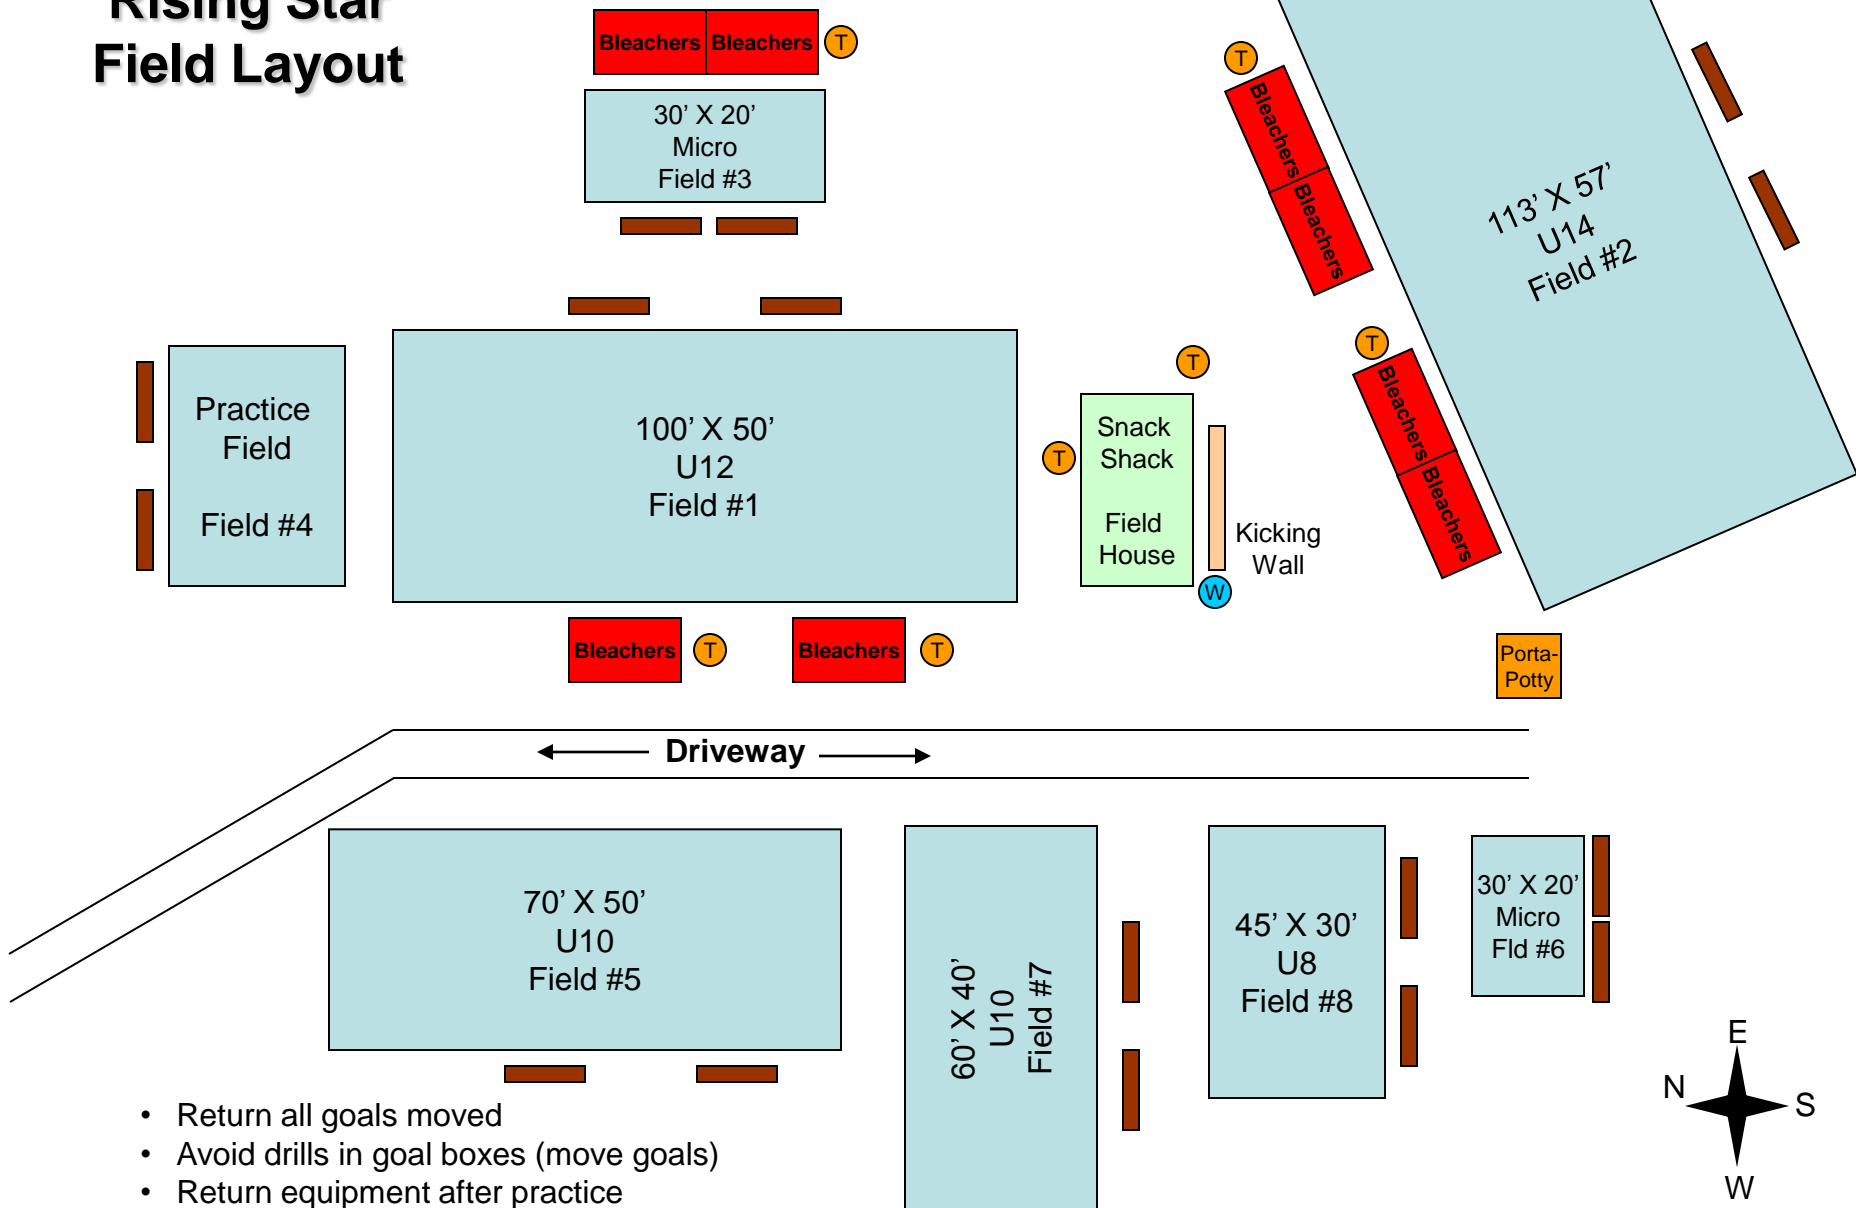 Rising Star
Field Layout
Bleachers Bleachers T
30’ X 20’
Micro
Field #3
T
Bleachers
Bleachers
113’ X 57’
U14
Field #2
T
Bleachers
Bleachers
Practice
Field
Field #4
100’ X 50’
U12
Field #1
T
T
Snack
Shack
Field
House
Kicking
Wall
W
Bleachers T Bleachers T
Porta-
Potty
Driveway
70’ X 50’
U10
Field #5
60’ X 40’
U10
Field #7
45’ X 30’
U8
Field #8
30’ X 20’
Micro
Fld #6
• Return all goals moved
• Avoid drills in goal boxes (move goals)
• Return equipment after practice
E
N S
W